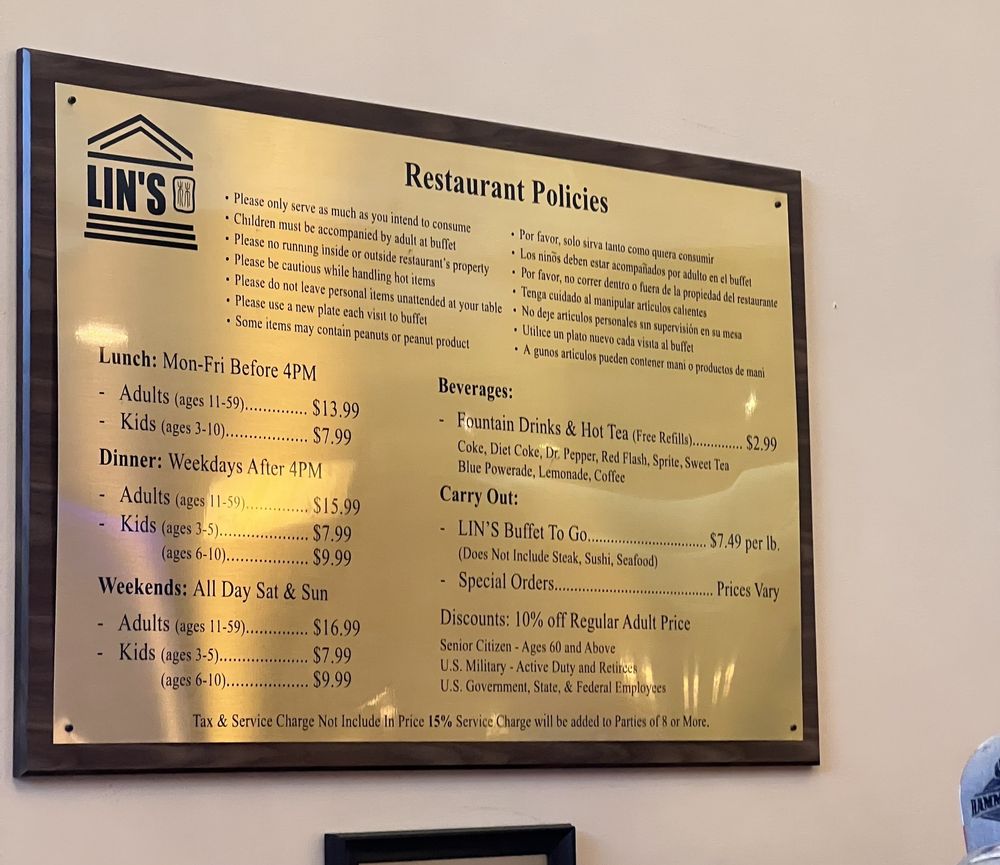 LIN'S
Restaurant Policies
• Please only serve as much as you intend to consume
• Children must be accompanied by adult at buffet
• Please no running inside or outside restaurant's property
• Please be cautious while handling hot items
• Please do not leave personal items unattended at your table
• Please use a new plate each visit to buffet
• Some items may contain peanuts or peanut product
• Por favor, solo sirva tanto como quiera consumir
• Los niños deben estar acompañados por adulto en el buffet
• Por favor, no correr dentro o fuera de la propiedad del restaurante
• Tenga cuidado al manipular articulos calientes
• No deje articulos personales sin supervisión en su mesa
• Utilice un plato nuevo cada visita al buffet
• A gunos articulos pueden contener mani o productos de mani
Lunch: Mon-Fri Before 4PM
- Adults (ages 11-59).............. $13.99
- Kids (ages 3-10)................... $7.99
Dinner: Weekdays After 4PM
- Adults (ages 11-59).............. $15.99
- Kids (ages 3-5)..................... $7.99
(ages 6-10)................... $9.99
Weekends: All Day Sat & Sun
- Adults (ages 11-59).............. $16.99
- Kids (ages 3-5)..................... $7.99
(ages 6-10)................... $9.99
Beverages:
- Fountain Drinks & Hot Tea (Free Refills)............. $2.99
Coke, Diet Coke, Dr. Pepper, Red Flash, Sprite, Sweet Tea
Blue Powerade, Lemonade, Coffee
Carry Out:
- LIN'S Buffet To Go.............................. $7.49 per lb.
(Does Not Include Steak, Sushi, Seafood)
- Special Orders........................................ Prices Vary
Discounts: 10% off Regular Adult Price
Senior Citizen - Ages 60 and Above
U.S. Military - Active Duty and Retirees
U.S. Government, State, & Federal Employees
Tax & Service Charge Not Include In Price 15% Service Charge will be added to Parties of 8 or More.